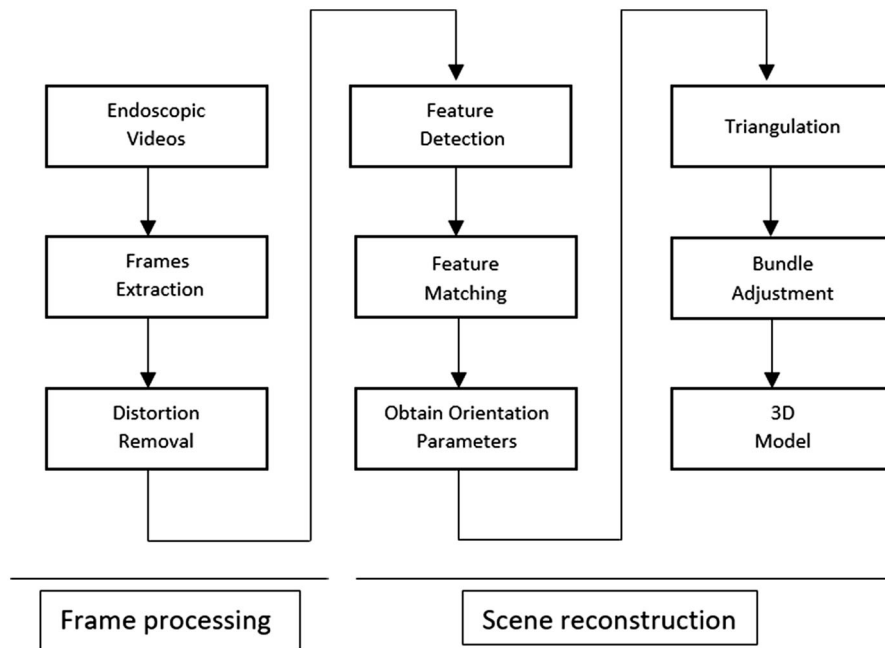 Endoscopic
Videos
Frames
Extraction
Distortion
Removal
Feature
Detection
Feature
Matching
Obtain Orientation
Parameters
Triangulation
Bundle
Adjustment
3D
Model
Frame processing
Scene reconstruction